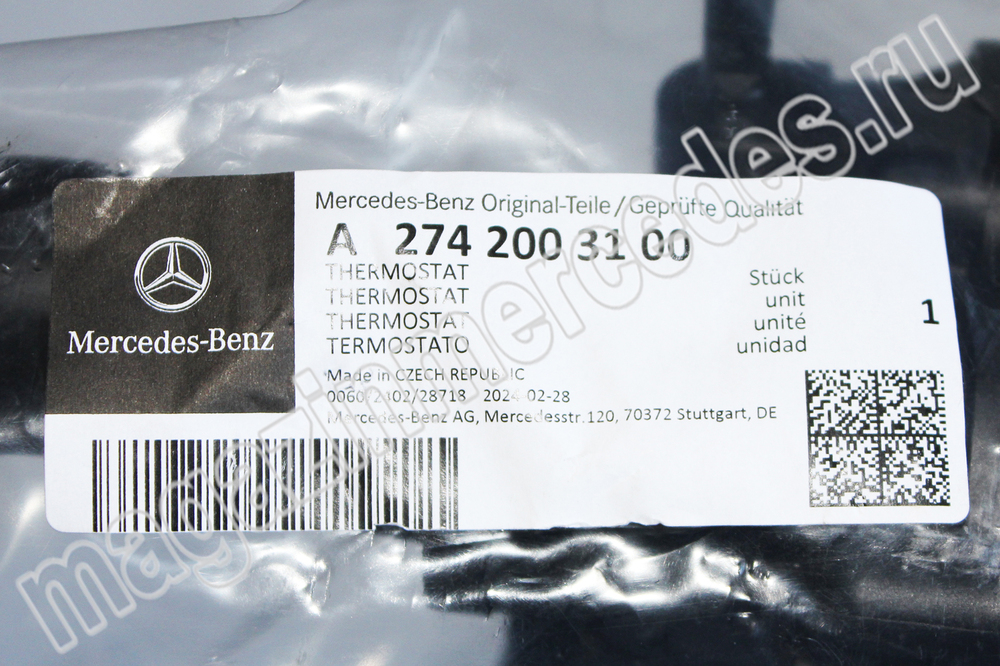 Mercedes-Benz
Mercedes-Benz Original-Teile/Geprüfte Qualität
A 274 200 31 00
THERMOSTAT
THERMOSTAT
THERMOSTAT
TERMOSTATO
Stück
unit
unité
unidad
1
Made in CZECH REPUBLIC
2024-02-28
Mercedes-Benz AG, Mercedesstr.120, 70372 Stuttgart, DE
magazinmercedes.ru